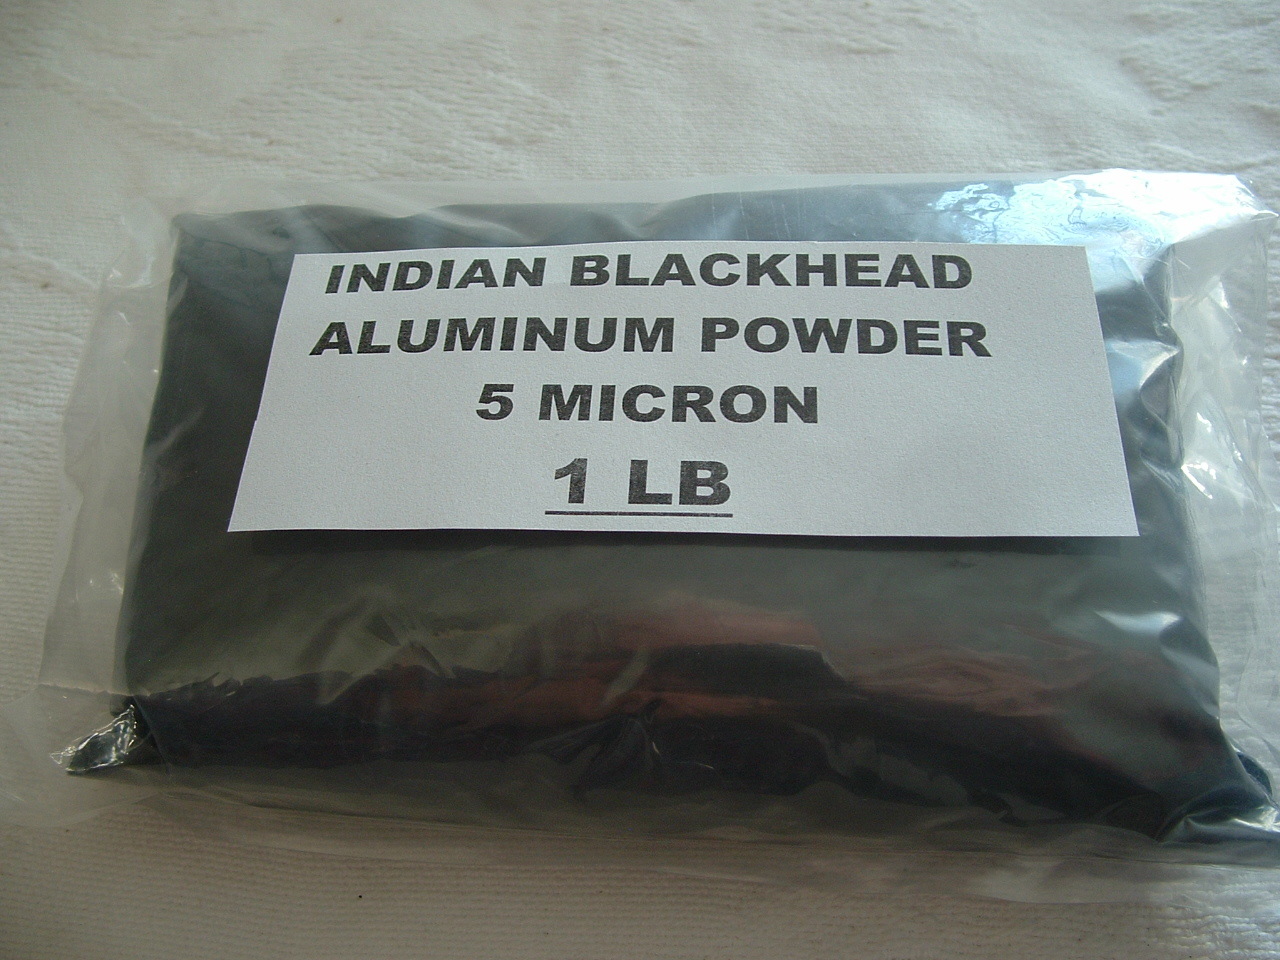 INDIAN BLACKHEAD
ALUMINUM POWDER
5 MICRON
1 LB